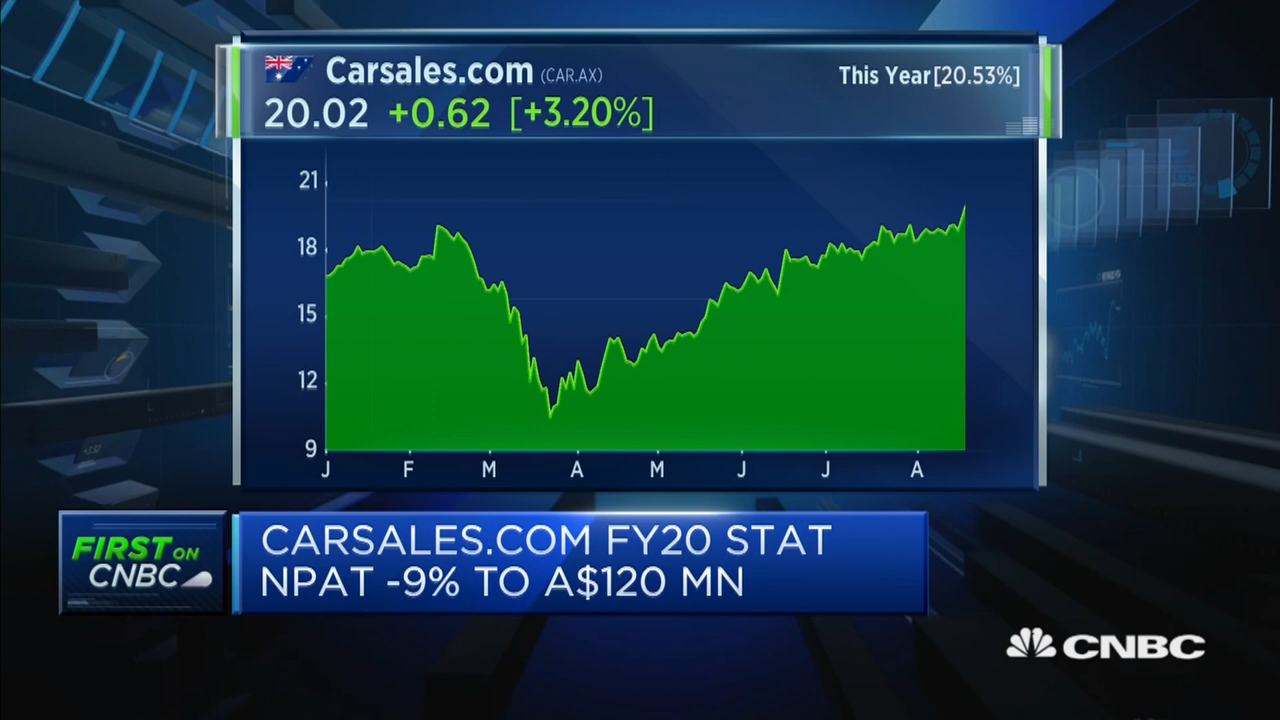 Carsales.com (CAR.AX)
This Year[20.53%]
20.02 +0.62 [+3.20%]
21
18
15
12
9
J F M A M J J A
FIRST ON
CNBC
CARSALES.COM FY20 STAT
NPAT -9% TO A$120 MN
CNBC